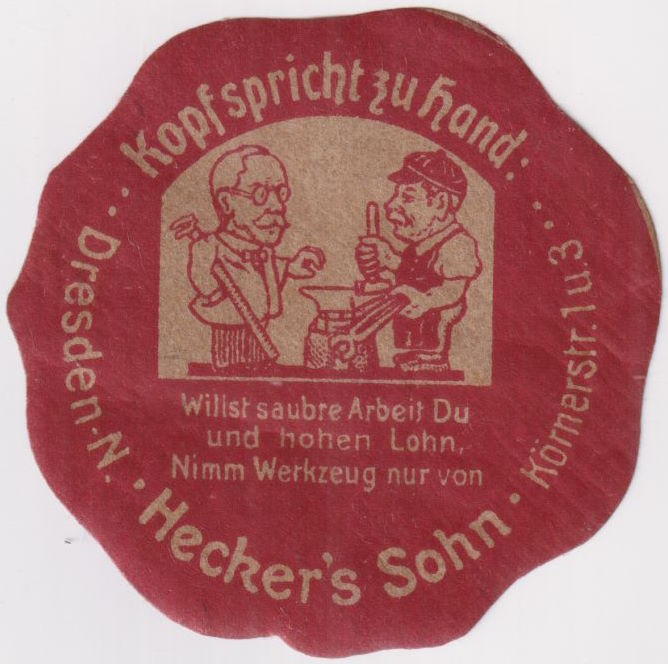 Kopf spricht zu Hand:
Willst saubre Arbeit Du
und hohen Lohn,
Nimm Werkzeug nur von
Hecker's Sohn
Dresden-N.
Körnerstr. 1 u 3